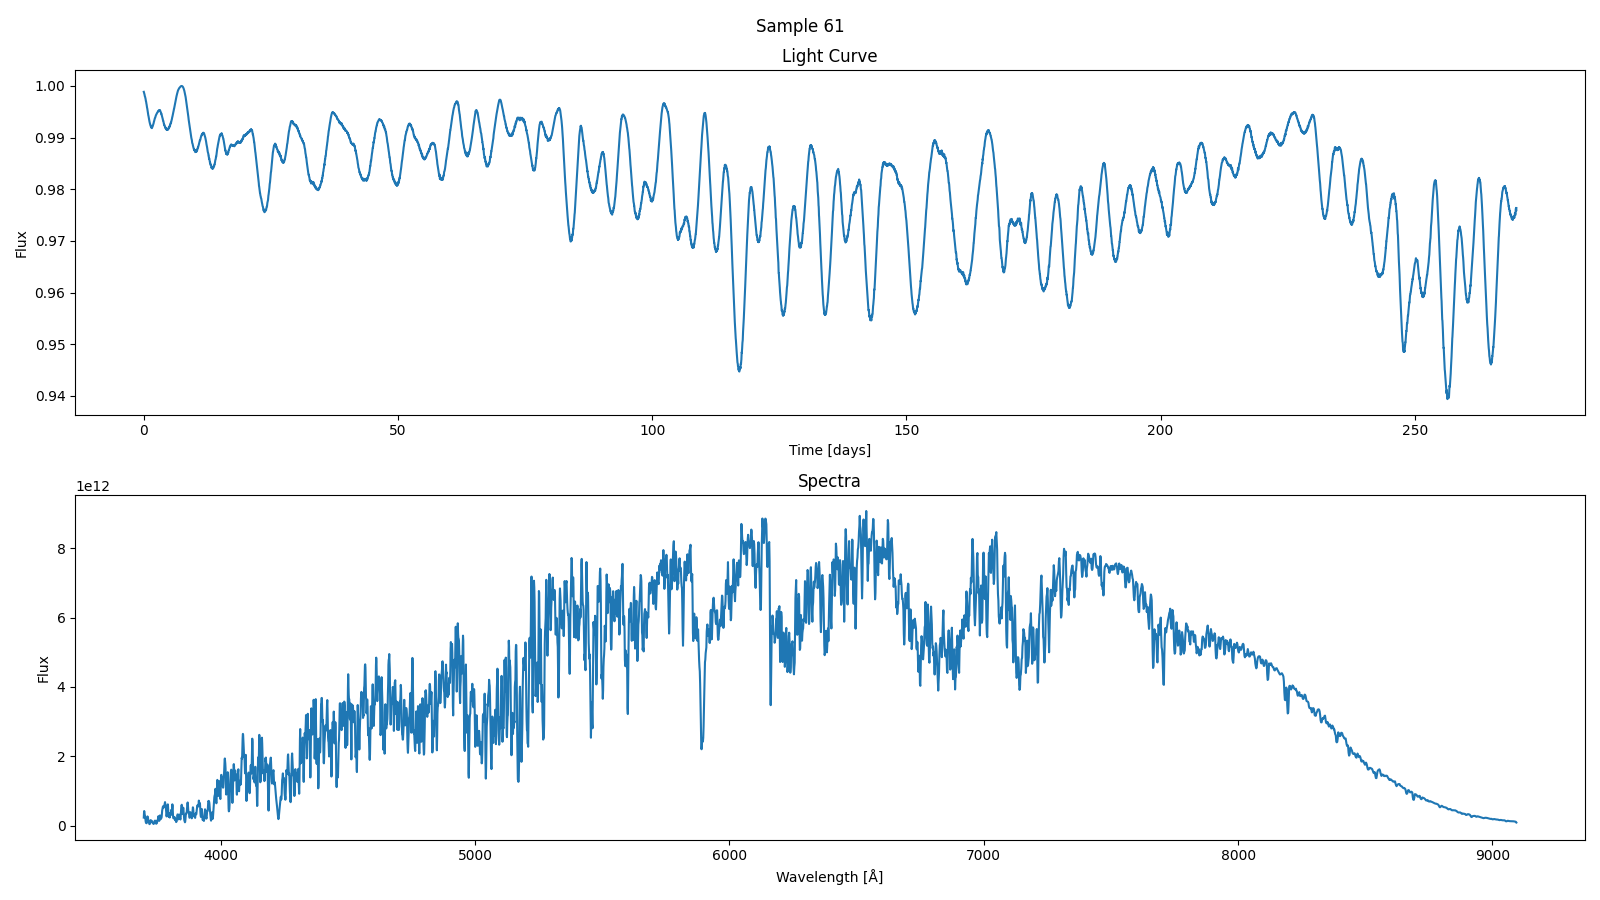 Sample 61
Light Curve
1.00
0.99
0.98
0.97
0.96
0.95
0.94
Flux
0 50 100 150 200 250
Time [days]
Spectra
1e12
8
6
4
2
0
Flux
4000 5000 6000 7000 8000 9000
Wavelength [Å]